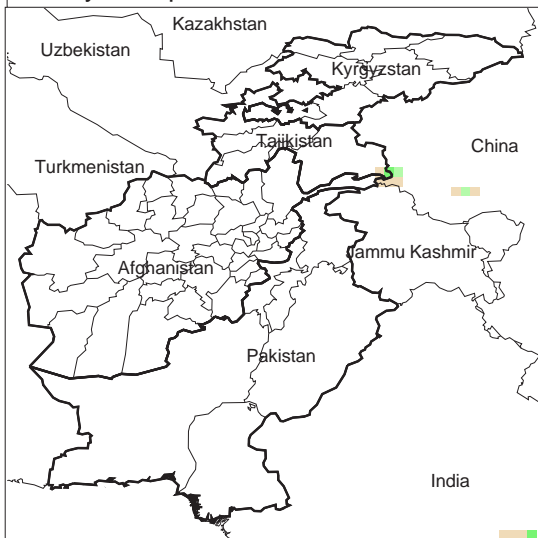 Kazakhstan
Uzbekistan
Kyrgyzstan
Tajikistan
China
Turkmenistan
Jammu Kashmir
Afghanistan
Pakistan
India